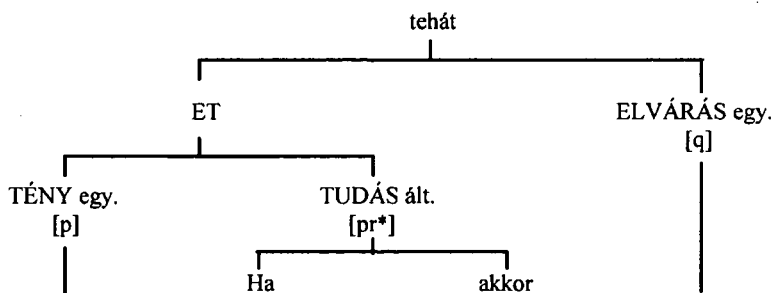 tehát
ET ELVÁRÁS egy.
[q]
TÉNY egy. TUDÁS ált.
[p] [pr*]
Ha akkor